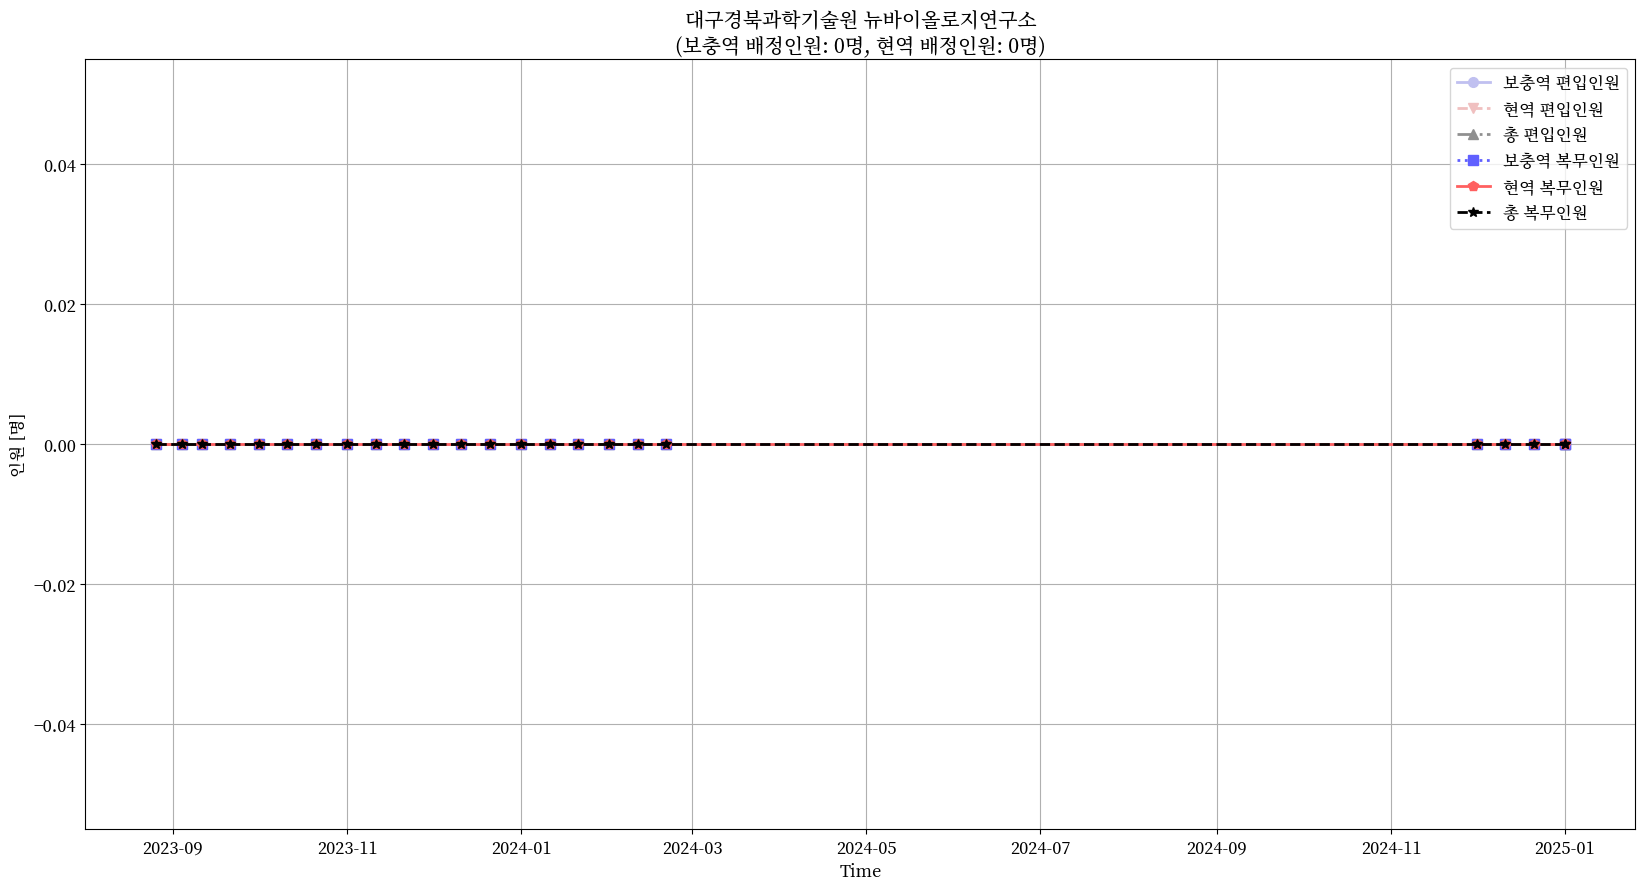 대구경북과학기술원 뉴바이올로지연구소
(보충역 배정인원: 0명, 현역 배정인원: 0명)
보충역 편입인원
현역 편입인원
총 편입인원
보충역 복무인원
현역 복무인원
총 복무인원
인원 [명]
0.04
0.02
0.00
−0.02
−0.04
2023-09
2023-11
2024-01
2024-03
2024-05
2024-07
2024-09
2024-11
2025-01
Time